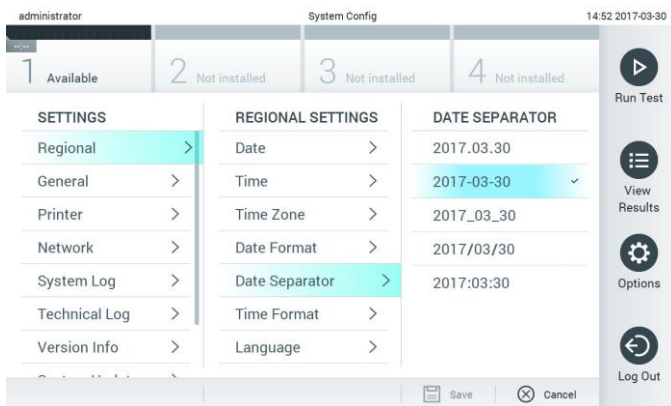 administrator System Config 14:52 2017-03-30
--:--
1 Available 2 Not installed 3 Not installed 4 Not installed
Run Test
SETTINGS REGIONAL SETTINGS DATE SEPARATOR
Regional > Date > 2017.03.30
General > Time > 2017-03-30 ✓
View
Results
Printer > Time Zone > 2017_03_30
Network > Date Format > 2017/03/30
System Log > Date Separator > 2017:03:30
Options
Technical Log > Time Format >
Version Info > Language >
Save Cancel
Log Out